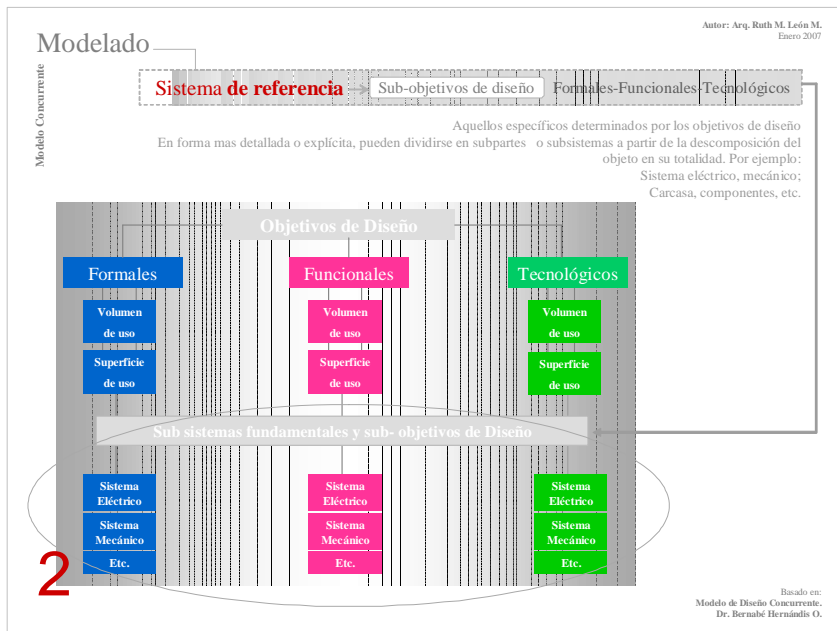 Autor: Arq. Ruth M. León M.
Enero 2007
Modelado
Modelo Concurrente
Sistema de referencia
Sub-objetivos de diseño
Formales-Funcionales-Tecnológicos
Aquellos específicos determinados por los objetivos de diseño
En forma mas detallada o explícita, pueden dividirse en subpartes o subsistemas a partir de la descomposición del
objeto en su totalidad. Por ejemplo:
Sistema eléctrico, mecánico;
Carcasa, componentes, etc.
Objetivos de Diseño
Formales
Funcionales
Tecnológicos
Volumen
de uso
Volumen
de uso
Volumen
de uso
Superficie
de uso
Superficie
de uso
Superficie
de uso
Sub sistemas fundamentales y sub- objetivos de Diseño
Sistema
Eléctrico
Sistema
Eléctrico
Sistema
Eléctrico
Sistema
Mecánico
Sistema
Mecánico
Sistema
Mecánico
Etc.
Etc.
Etc.
2
Basado en:
Modelo de Diseño Concurrente.
Dr. Bernabé Hernándis O.